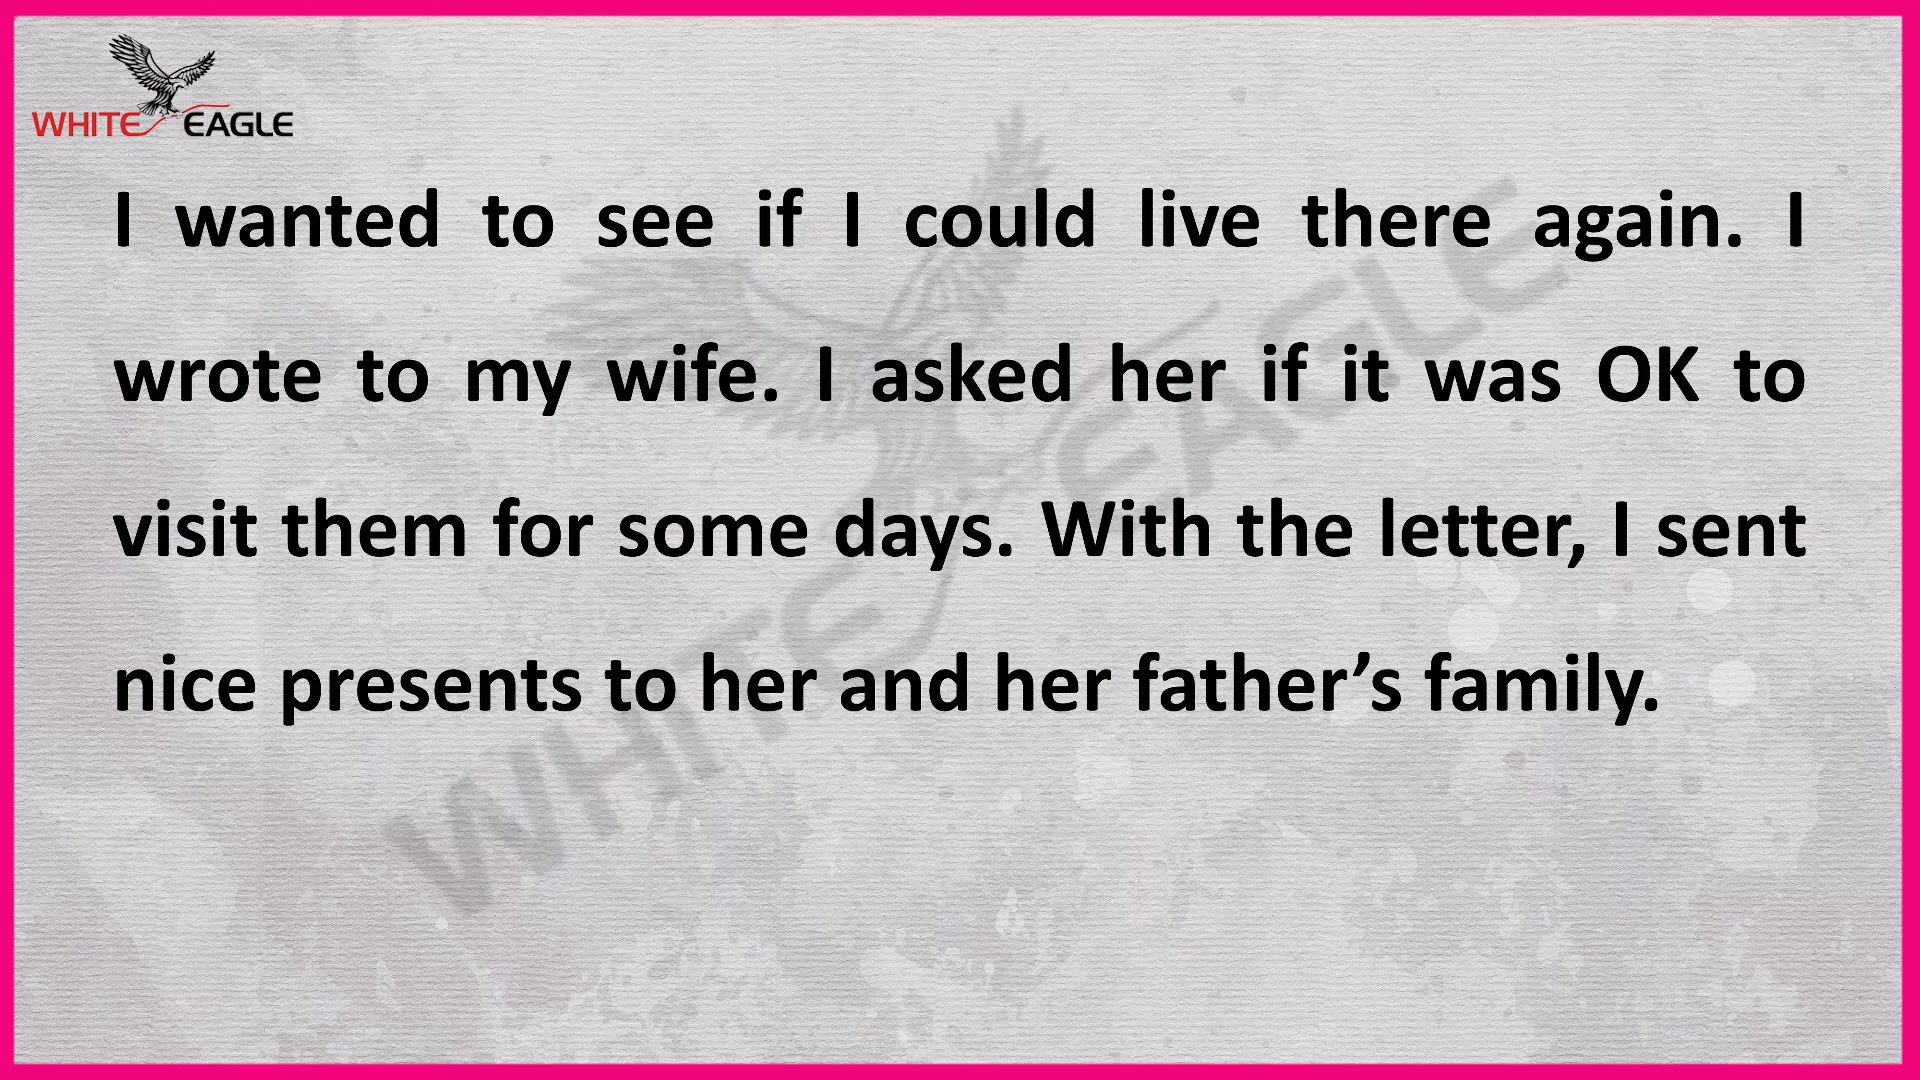 WHITE EAGLE
I wanted to see if I could live there again. I
wrote to my wife. I asked her if it was OK to
visit them for some days. With the letter, I sent
nice presents to her and her father’s family.
WHITE EAGLE